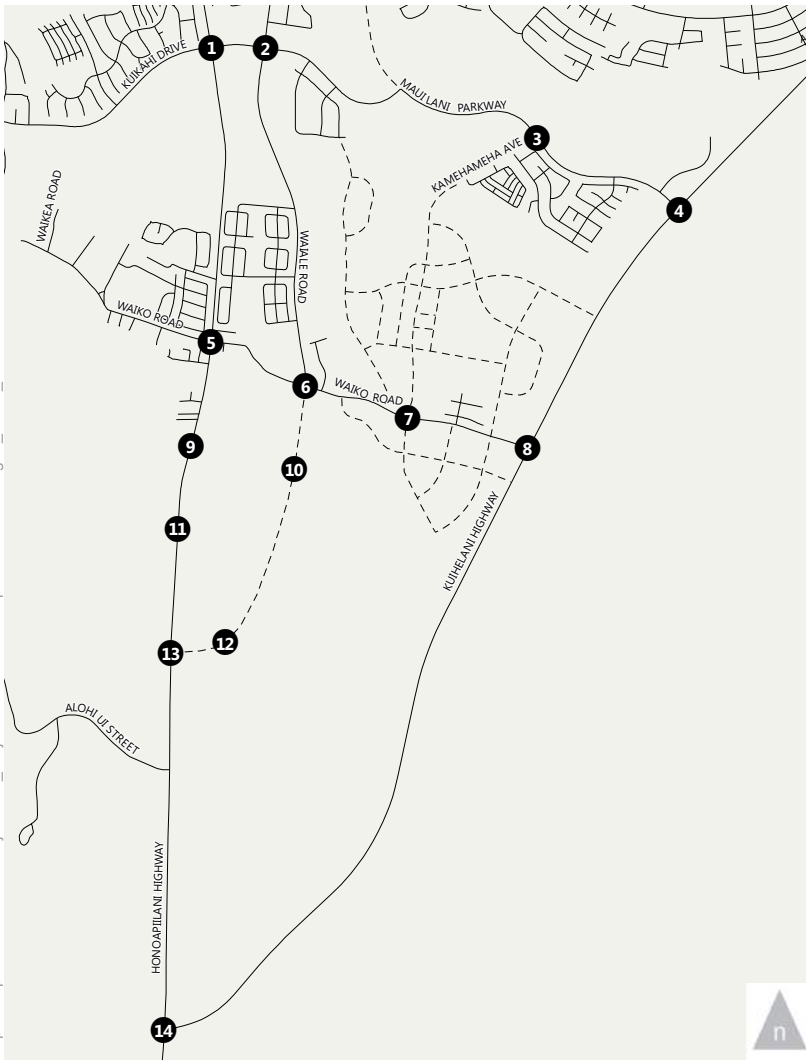 1
2
KUIKAHI DRIVE
MAUI LANI PARKWAY
3
KAMEHAMEHA AVE
WAIKEA ROAD
4
WAIALE ROAD
WAIKO ROAD
5
6
WAIKO ROAD
7
8
9
10
KUIHELANI HIGHWAY
11
12
13
ALOHI UI STREET
HONOAPIILANI HIGHWAY
14
n